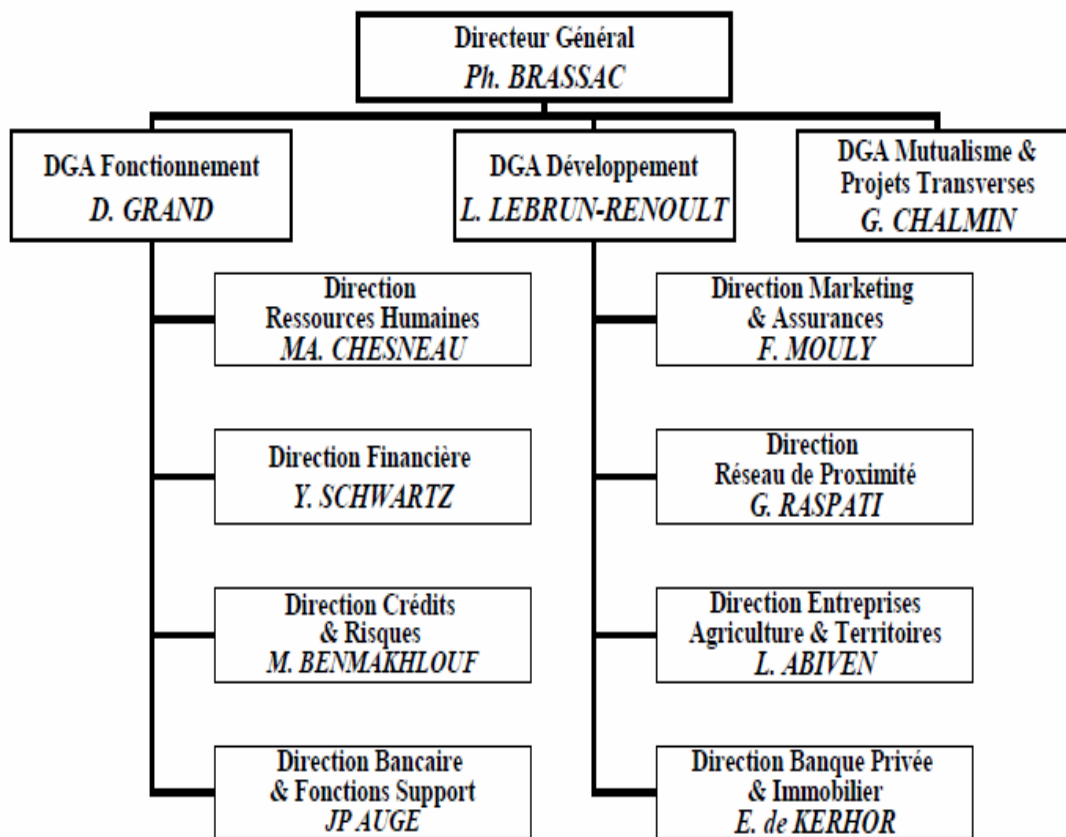 Directeur Général
Ph. BRASSAC
DGA Fonctionnement
D. GRAND
DGA Développement
L. LEBRUN-RENOULT
DGA Mutualisme &
Projets Transverses
G. CHALMIN
Direction
Ressources Humaines
MA. CHESNEAU
Direction Financière
Y. SCHWARTZ
Direction Crédits
& Risques
M. BENMAKHLOUF
Direction Bancaire
& Fonctions Support
JP AUGE
Direction Marketing
& Assurances
F. MOULY
Direction
Réseau de Proximité
G. RASPATI
Direction Entreprises
Agriculture & Territoires
L. ABIVEN
Direction Banque Privée
& Immobilier
E. de KERHOR